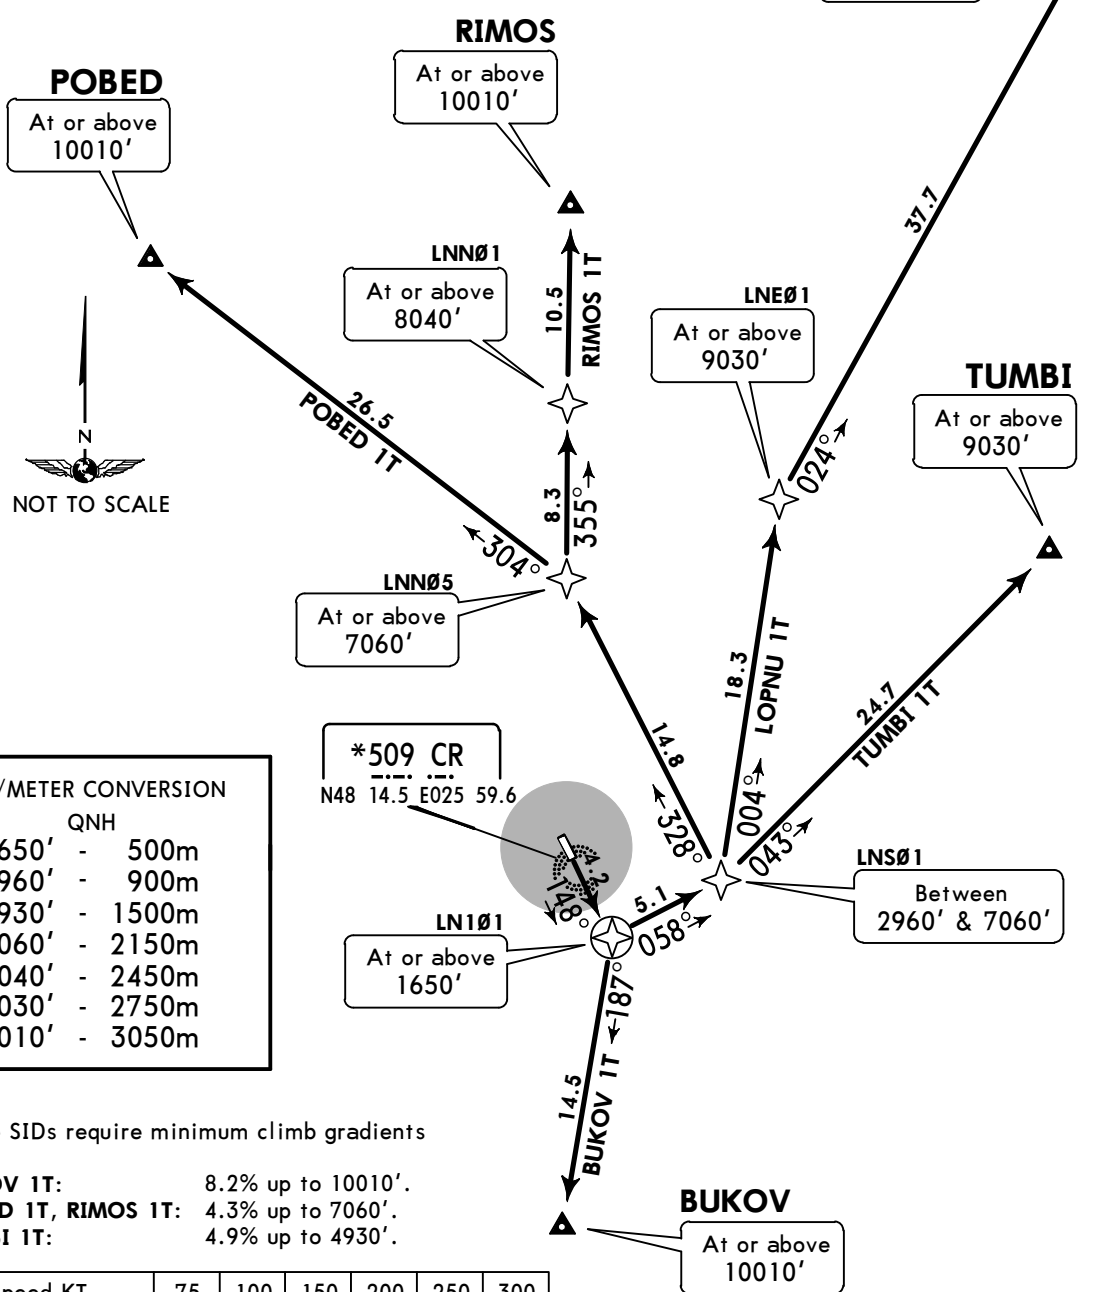 RIMOS
At or above
10010′
POBED
At or above
10010′
37.7
LNNØ1
At or above
8040′
10.5
RIMOS 1T
LNEØ1
At or above
9030′
TUMBI
At or above
9030′
26.5
POBED 1T
N
NOT TO SCALE
024°
8.3
355°
304°
LNNØ5
At or above
7060′
18.3
LOPNU 1T
24.7
TUMBI 1T
14.8
*509 CR
N48 14.5 E025 59.6
328°
004°
043°
4.2
148°
LNSØ1
Between
2960′ & 7060′
5.1
058°
LN1Ø1
At or above
1650′
187°
14.5
BUKOV 1T
/METER CONVERSION
QNH
650′ - 500m
960′ - 900m
930′ - 1500m
060′ - 2150m
040′ - 2450m
030′ - 2750m
010′ - 3050m
SIDs require minimum climb gradients
OV 1T: 8.2% up to 10010′.
D 1T, RIMOS 1T: 4.3% up to 7060′.
BI 1T: 4.9% up to 4930′.
BUKOV
At or above
10010′
peed KT 75 100 150 200 250 300